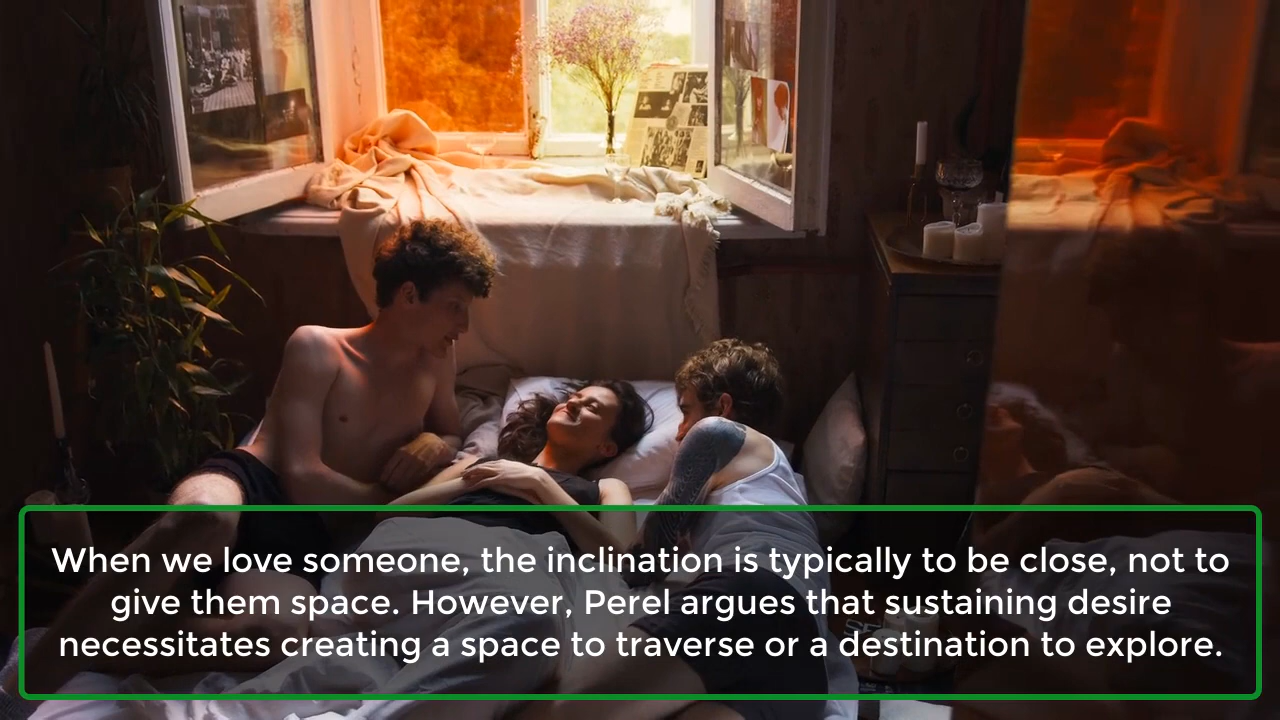 When we love someone, the inclination is typically to be close, not to
give them space. However, Perel argues that sustaining desire
necessitates creating a space to traverse or a destination to explore.